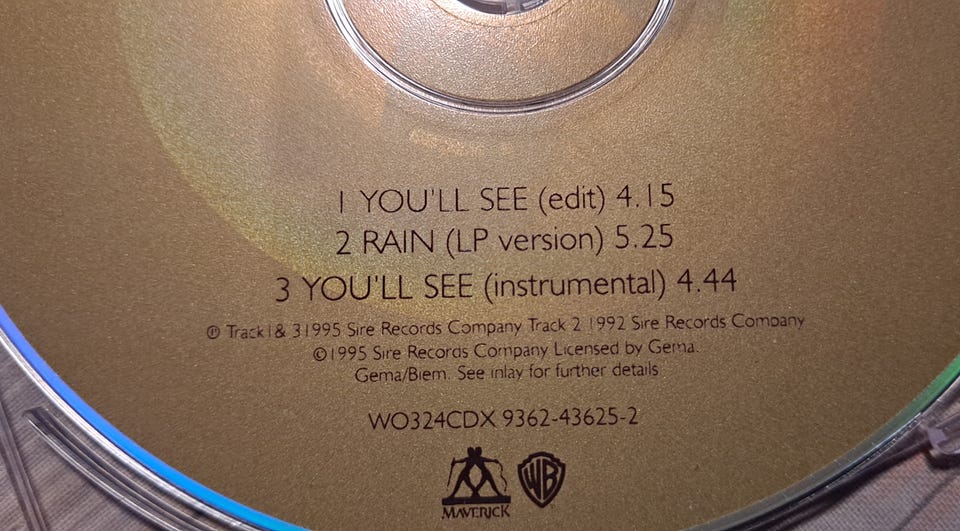 1 YOU'LL SEE (edit) 4.15
2 RAIN (LP version) 5.25
3 YOU'LL SEE (instrumental) 4.44
℗ Track 1 & 3 1995 Sire Records Company Track 2 1992 Sire Records Company
©1995 Sire Records Company Licensed by Gema.
Gema/Biem. See inlay for further details
WO324CDX 9362-43625-2
MAVERICK
WB